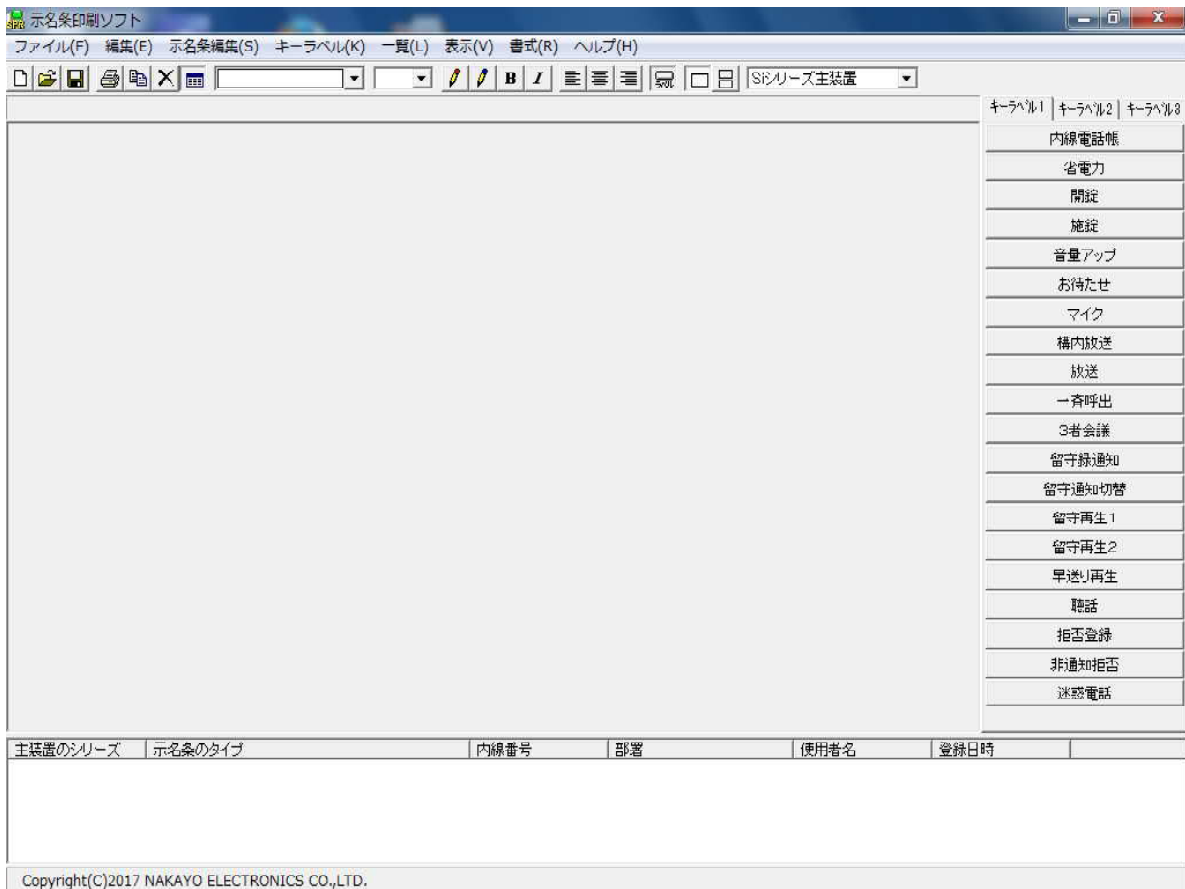 示名条印刷ソフト
ファイル(F) 編集(E) 示名条編集(S) キーラベル(K) 一覧(L) 表示(V) 書式(R) ヘルプ(H)
B I Siシリーズ主装置
キーラベル1 キーラベル2 キーラベル3
内線電話帳
省電力
開錠
施錠
音量アップ
お待たせ
マイク
構内放送
放送
一斉呼出
3者会議
留守録通知
留守通知切替
留守再生1
留守再生2
早送り再生
聴話
拒否登録
非通知拒否
迷惑電話
主装置のシリーズ 示名条のタイプ 内線番号 部署 使用者名 登録日時
Copyright(C)2017 NAKAYO ELECTRONICS CO.,LTD.